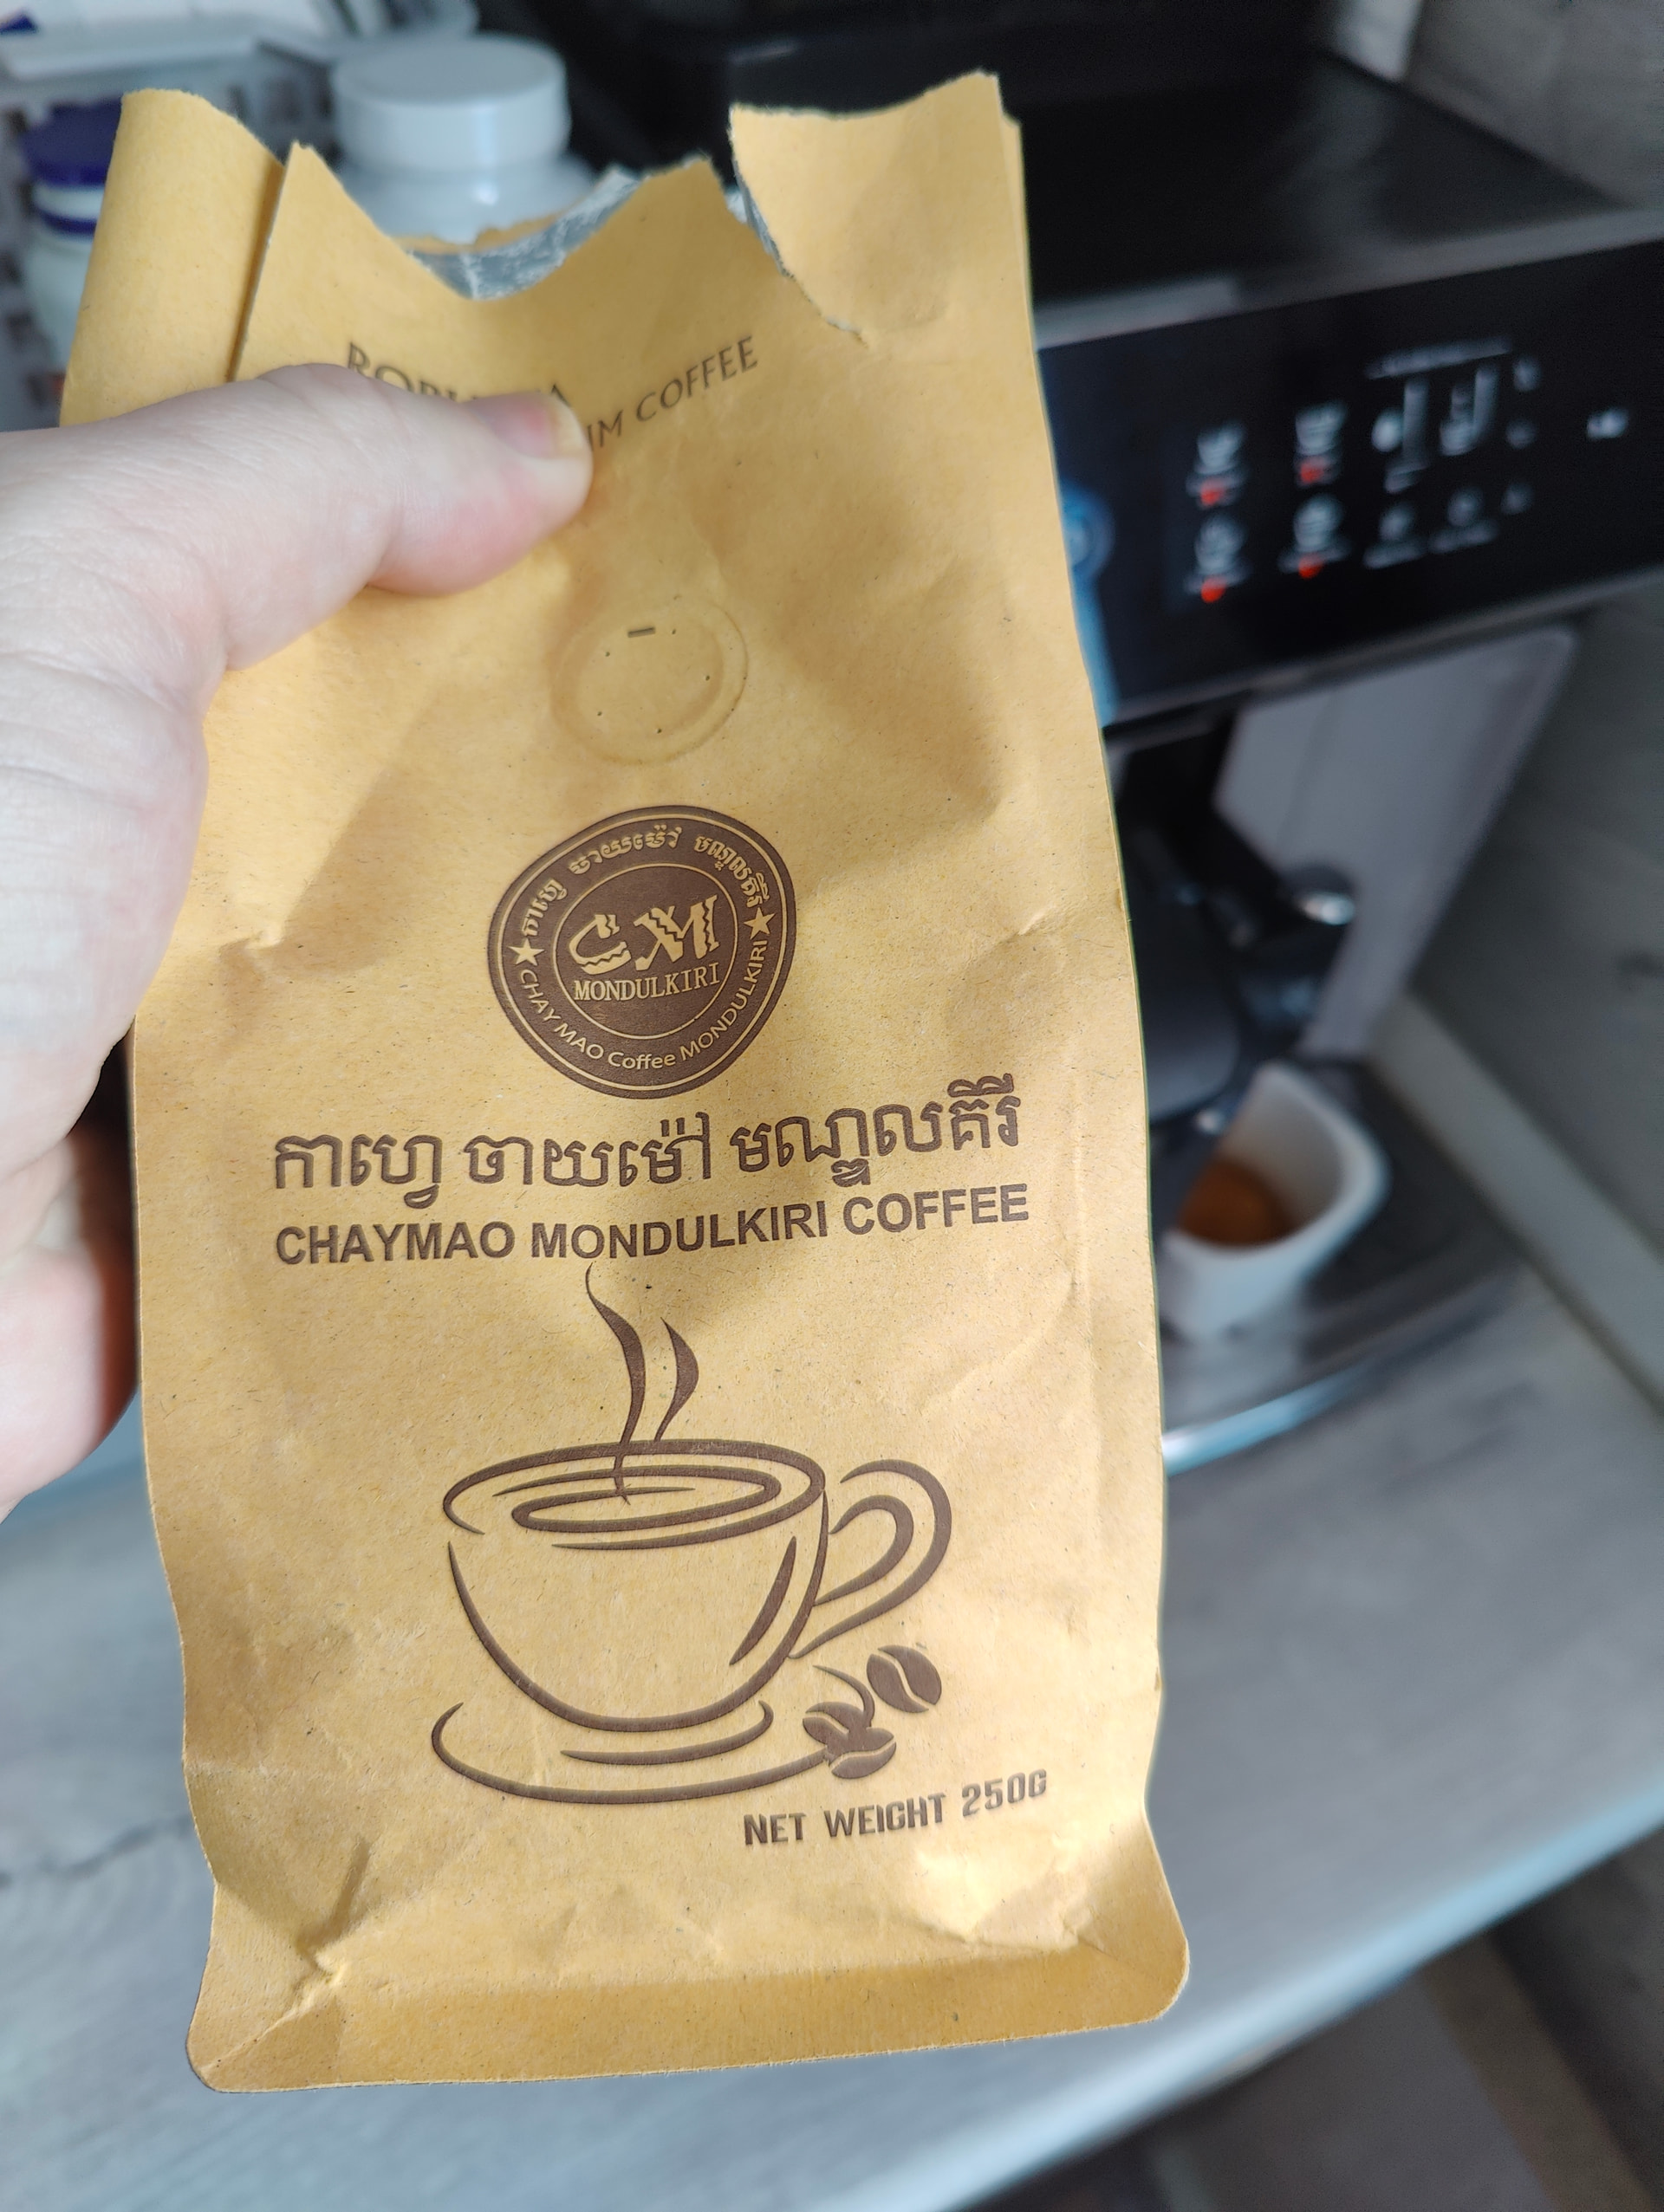 COFFEE
កាហ្វេ ចាយម៉ៅ មណ្ឌលគីរី
CM
MONDULKIRI
CHAY MAO Coffee MONDULKIRI
កាហ្វេ ចាយម៉ៅ មណ្ឌលគីរី
CHAYMAO MONDULKIRI COFFEE
NET WEIGHT 250G